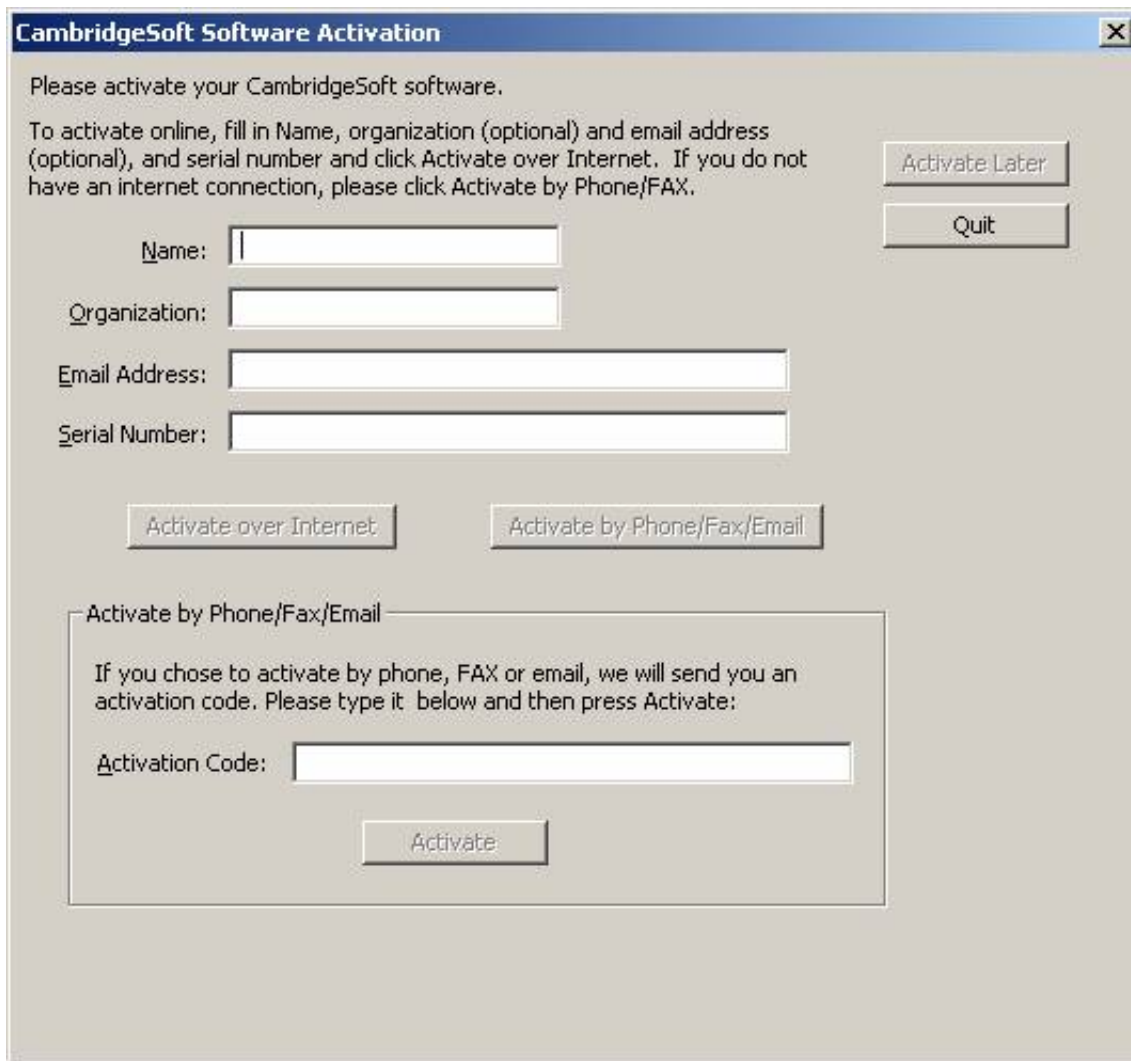 CambridgeSoft Software Activation
Please activate your CambridgeSoft software.
To activate online, fill in Name, organization (optional) and email address
(optional), and serial number and click Activate over Internet.  If you do not
have an internet connection, please click Activate by Phone/FAX.
Activate Later
Quit
Name:
Organization:
Email Address:
Serial Number:
Activate over Internet
Activate by Phone/Fax/Email
Activate by Phone/Fax/Email
If you chose to activate by phone, FAX or email, we will send you an
activation code. Please type it  below and then press Activate:
Activation Code:
Activate